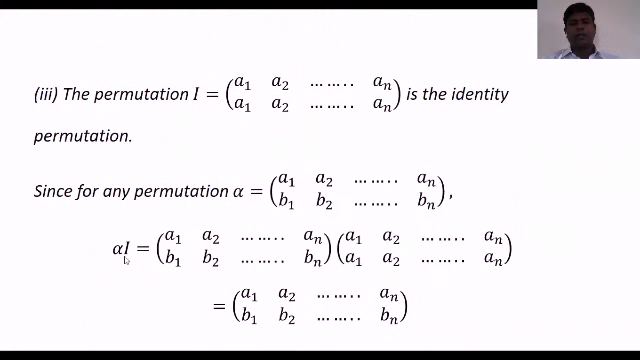 (iii) The permutation I = (a₁ a₂ ........ aₙ / a₁ a₂ ........ aₙ) is the identity
permutation.
Since for any permutation α = (a₁ a₂ ........ aₙ / b₁ b₂ ........ bₙ),
αI = (a₁ a₂ ........ aₙ / b₁ b₂ ........ bₙ)(a₁ a₂ ........ aₙ / a₁ a₂ ........ aₙ)
= (a₁ a₂ ........ aₙ / b₁ b₂ ........ bₙ)